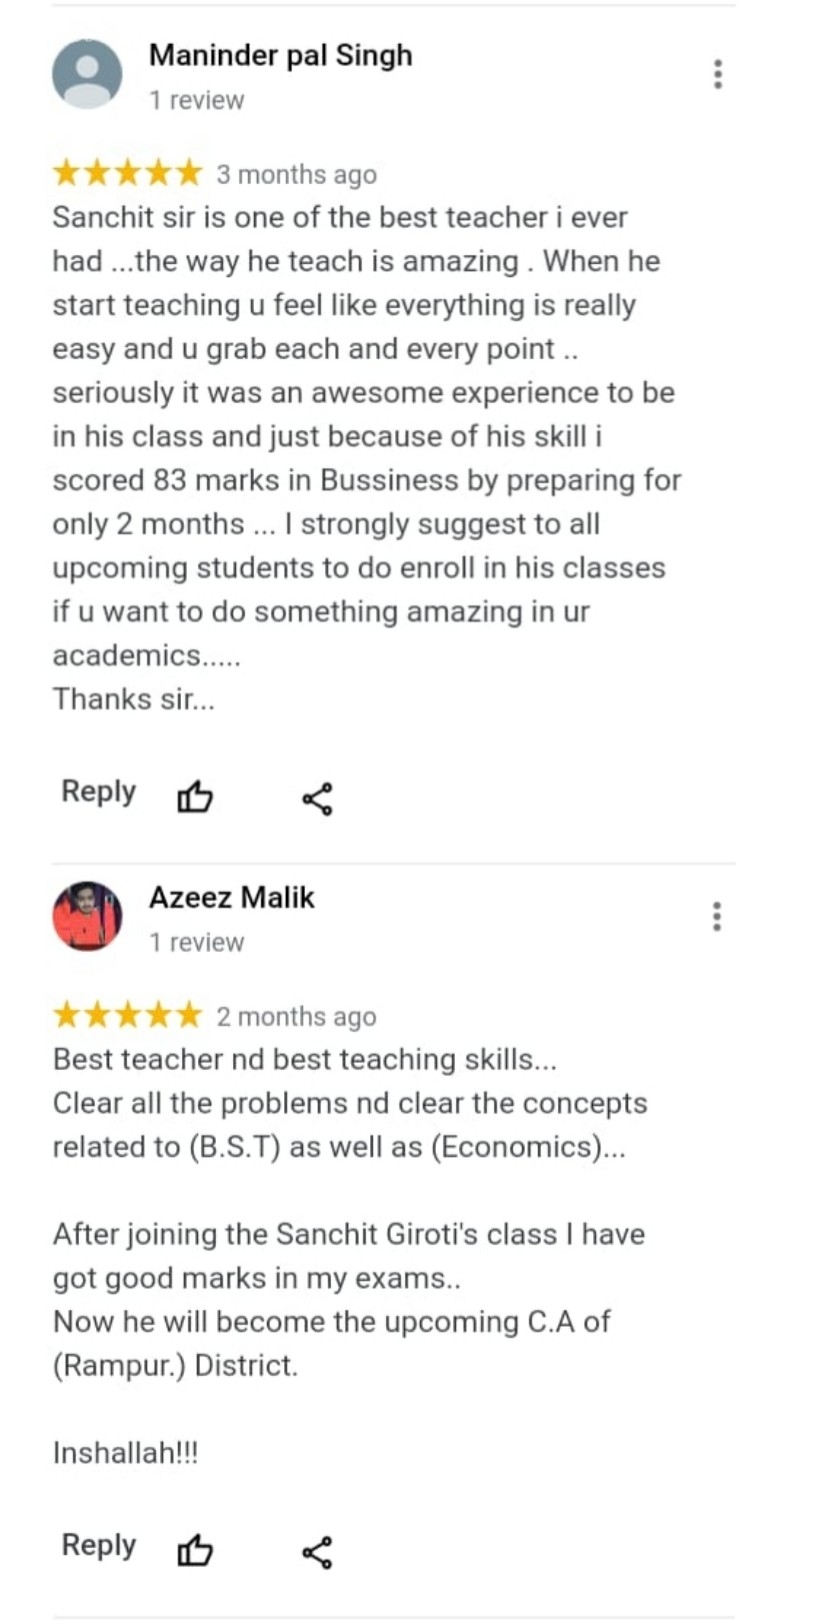 Maninder pal Singh
1 review
3 months ago
Sanchit sir is one of the best teacher i ever
had ...the way he teach is amazing . When he
start teaching u feel like everything is really
easy and u grab each and every point ..
seriously it was an awesome experience to be
in his class and just because of his skill i
scored 83 marks in Bussiness by preparing for
only 2 months ... I strongly suggest to all
upcoming students to do enroll in his classes
if u want to do something amazing in ur
academics.....
Thanks sir...
Reply
Azeez Malik
1 review
2 months ago
Best teacher nd best teaching skills...
Clear all the problems nd clear the concepts
related to (B.S.T) as well as (Economics)...
After joining the Sanchit Giroti's class I have
got good marks in my exams..
Now he will become the upcoming C.A of
(Rampur.) District.
Inshallah!!!
Reply